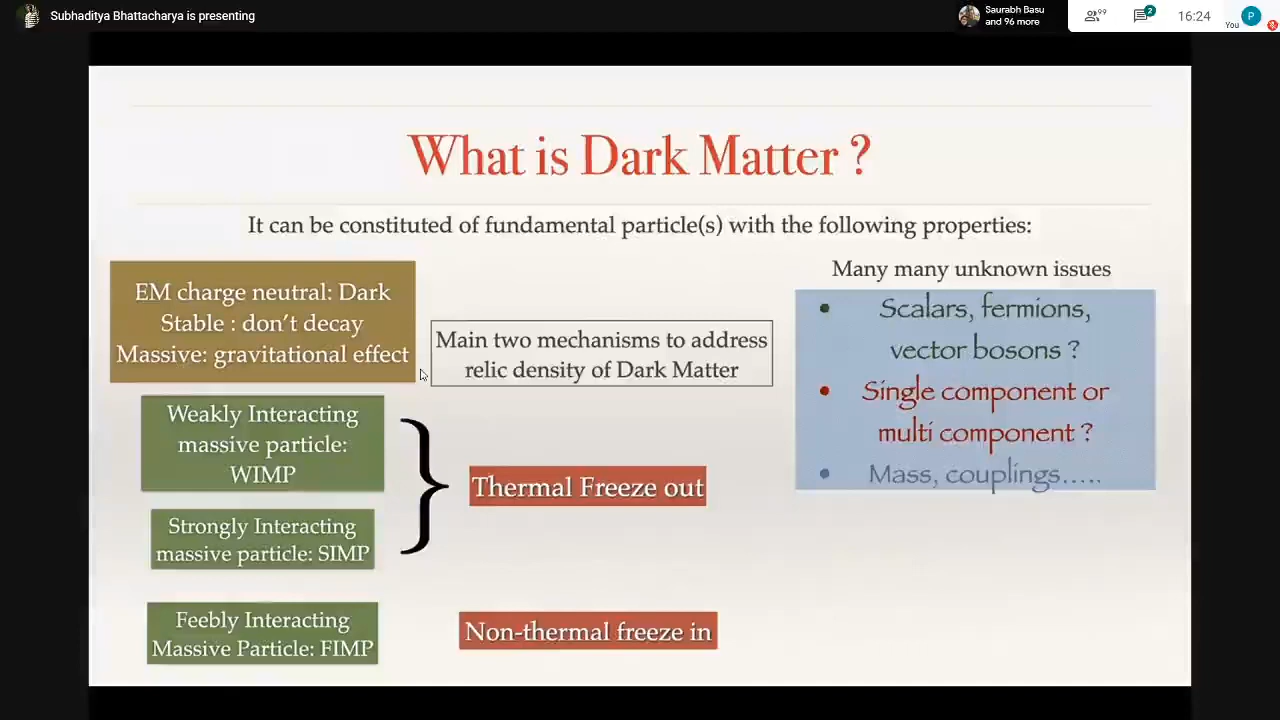 Subhaditya Bhattacharya is presenting
Saurabh Basu
and 96 more
99
2
16:24
You
P
What is Dark Matter ?
It can be constituted of fundamental particle(s) with the following properties:
EM charge neutral: Dark
Stable : don't decay
Massive: gravitational effect
Main two mechanisms to address
relic density of Dark Matter
Many many unknown issues
• Scalars, fermions,
vector bosons ?
• Single component or
multi component ?
• Mass, couplings.....
Weakly Interacting
massive particle:
WIMP
Strongly Interacting
massive particle: SIMP
Thermal Freeze out
Feebly Interacting
Massive Particle: FIMP
Non-thermal freeze in